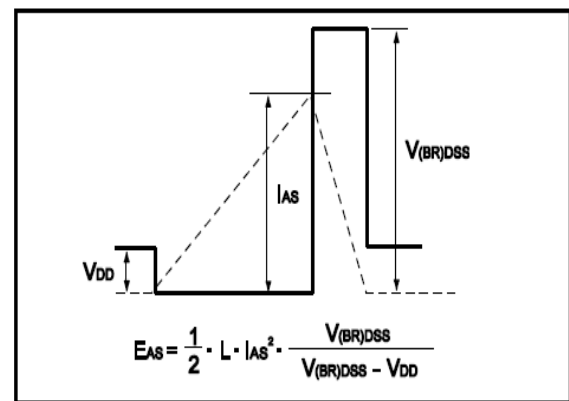 V(BR)DSS
IAS
VDD
EAS = 1/2 · L · IAS² · V(BR)DSS / (V(BR)DSS − VDD)